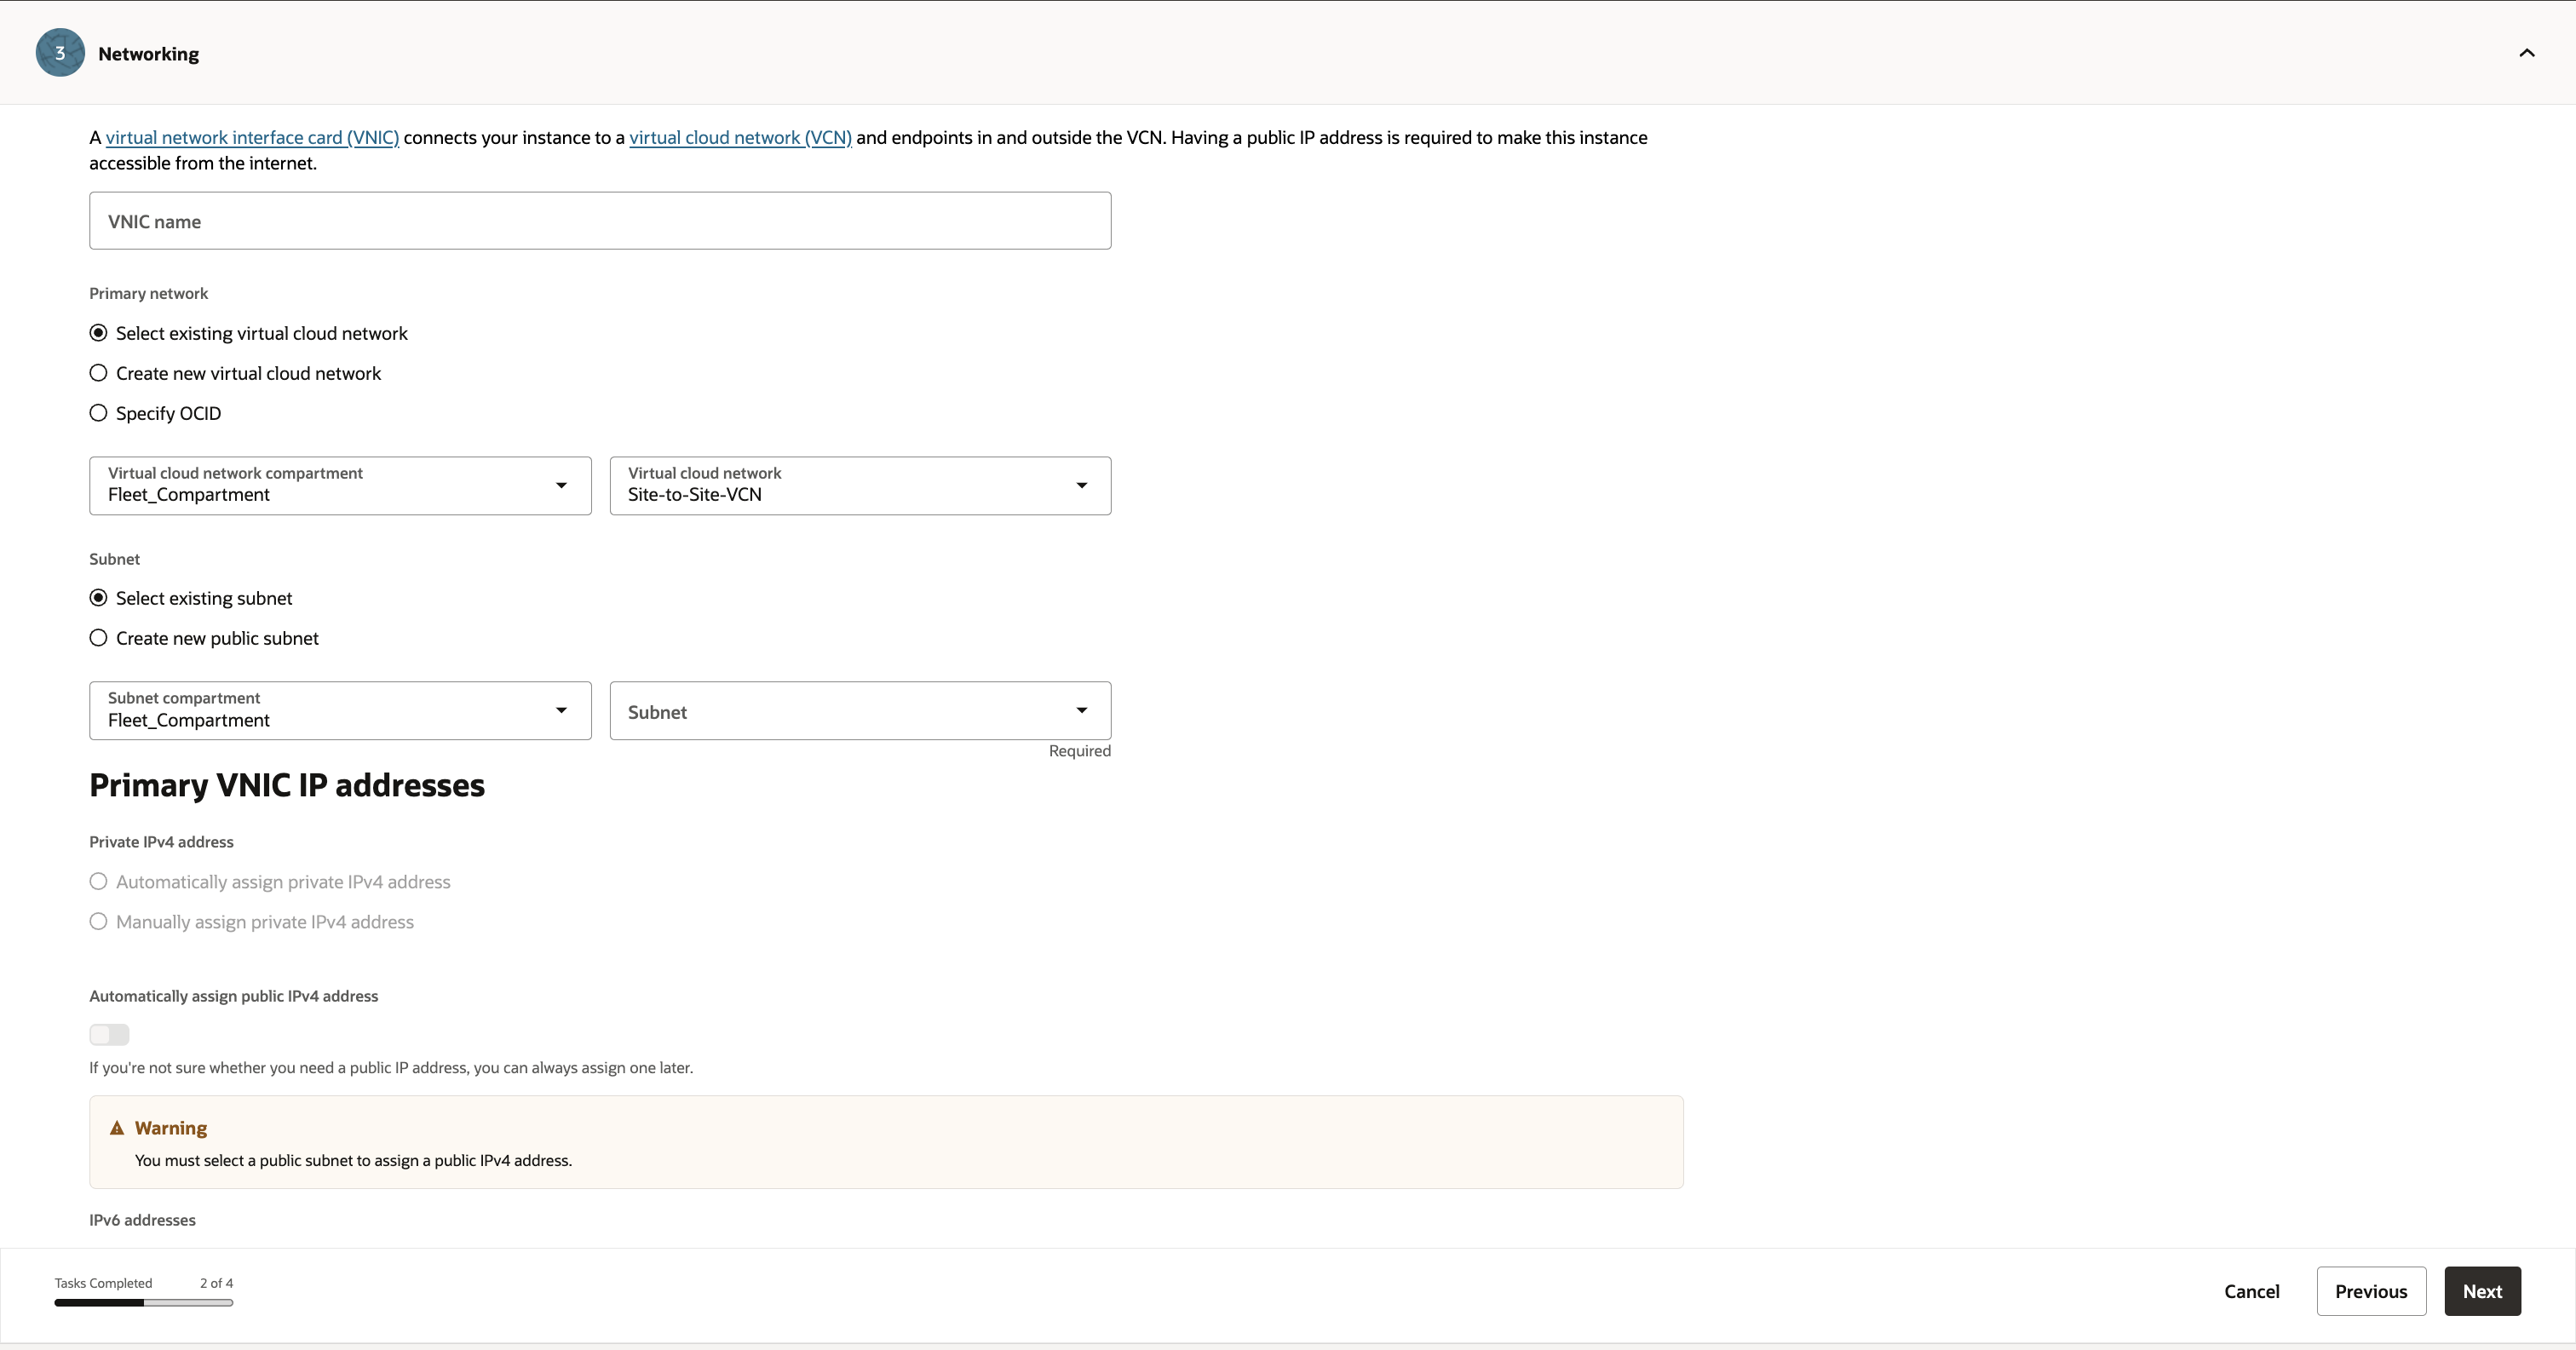 3 Networking
A virtual network interface card (VNIC) connects your instance to a virtual cloud network (VCN) and endpoints in and outside the VCN. Having a public IP address is required to make this instance
accessible from the internet.
VNIC name
Primary network
Select existing virtual cloud network
Create new virtual cloud network
Specify OCID
Virtual cloud network compartment
Fleet_Compartment
Virtual cloud network
Site-to-Site-VCN
Subnet
Select existing subnet
Create new public subnet
Subnet compartment
Fleet_Compartment
Subnet
Required
Primary VNIC IP addresses
Private IPv4 address
Automatically assign private IPv4 address
Manually assign private IPv4 address
Automatically assign public IPv4 address
If you're not sure whether you need a public IP address, you can always assign one later.
Warning
You must select a public subnet to assign a public IPv4 address.
IPv6 addresses
Tasks Completed 2 of 4
Cancel Previous Next